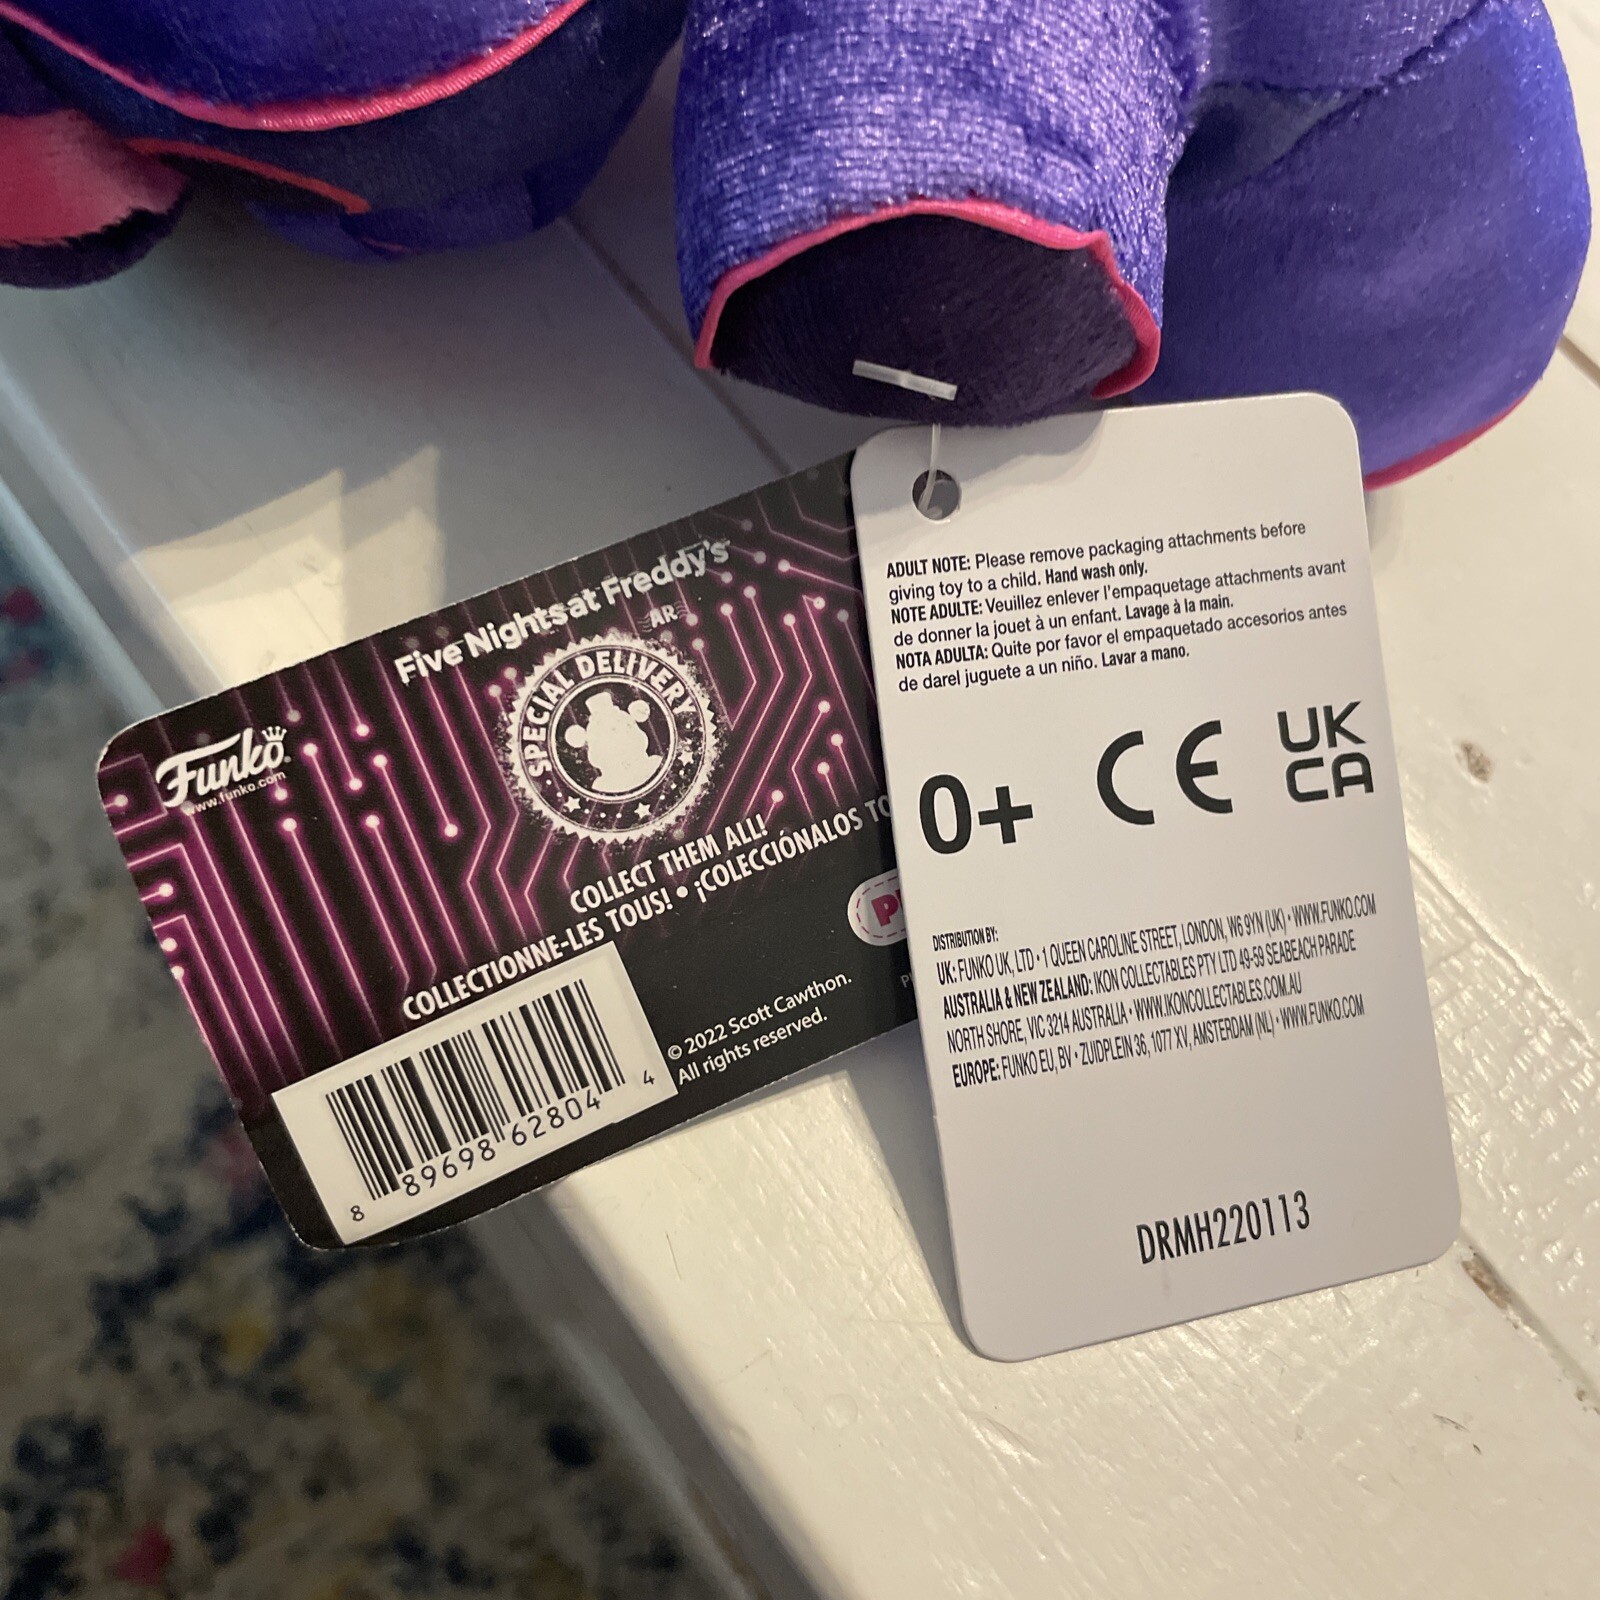 Five Nights at Freddy's
AR
SPECIAL DELIVERY
Funko
www.funko.com
COLLECT THEM ALL!
COLLECTIONNE-LES TOUS! • ¡COLECCIÓNALOS TO
© 2022 Scott Cawthon.
All rights reserved.
8 89698 62804 4
ADULT NOTE: Please remove packaging attachments before
giving toy to a child. Hand wash only.
NOTE ADULTE: Veuillez enlever l'empaquetage attachments avant
de donner la jouet à un enfant. Lavage à la main.
NOTA ADULTA: Quite por favor el empaquetado accesorios antes
de darel juguete a un niño. Lavar a mano.
0+ CE UK
CA
DISTRIBUTION BY:
UK: FUNKO UK, LTD • 1 QUEEN CAROLINE STREET, LONDON, W6 9YN (UK) • WWW.FUNKO.COM
AUSTRALIA & NEW ZEALAND: IKON COLLECTABLES PTY LTD 49-59 SEABEACH PARADE
NORTH SHORE, VIC 3214 AUSTRALIA • WWW.IKONCOLLECTABLES.COM.AU
EUROPE: FUNKO EU, BV • ZUIDPLEIN 36, 1077 XV, AMSTERDAM (NL) • WWW.FUNKO.COM
DRMH220113